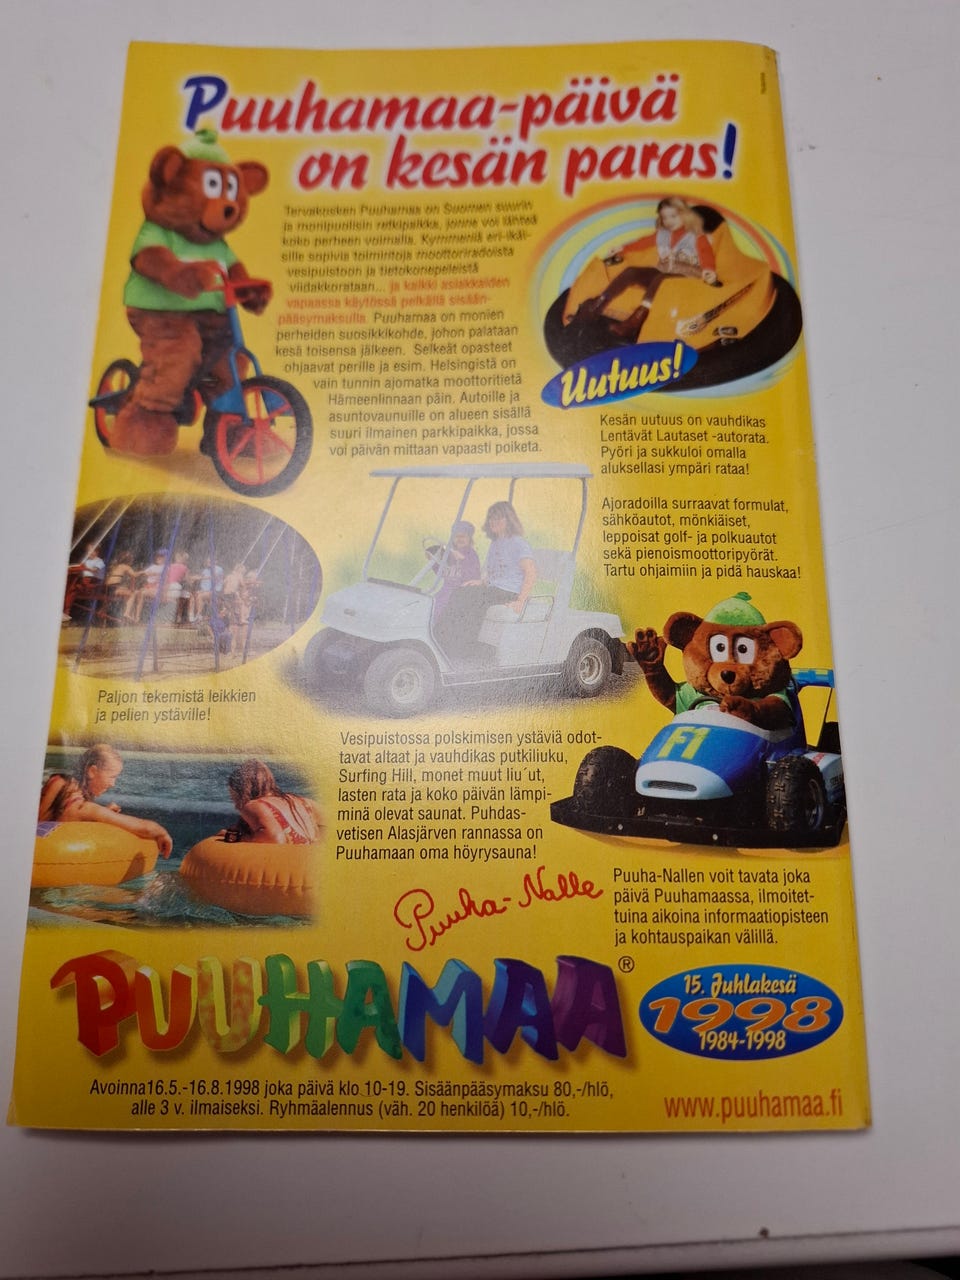 Puuhamaa-päivä
on kesän paras!
Tervakosken Puuhamaa on Suomen suurin
ja monipuolisin retkipaikka, jonne voi lähteä
koko perheen voimalla. Kymmeniä eri-ikäi-
sille sopivia toimintoja moottoriradoista
vesipuistoon ja tietokonepeleistä
viidakkorataan... ja kaikki asiakkaiden
vapaassa käytössä pelkällä sisään-
pääsymaksulla. Puuhamaa on monien
perheiden suosikkikohde, johon palataan
kesä toisensa jälkeen. Selkeät opasteet
ohjaavat perille ja esim. Helsingistä on
vain tunnin ajomatka moottoritietä
Hämeenlinnaan päin. Autoille ja
asuntovaunuille on alueen sisällä
suuri ilmainen parkkipaikka, jossa
voi päivän mittaan vapaasti poiketa.
Uutuus!
Kesän uutuus on vauhdikas
Lentävät Lautaset -autorata.
Pyöri ja sukkuloi omalla
aluksellasi ympäri rataa!
Ajoradoilla surraavat formulat,
sähköautot, mönkiäiset,
leppoisat golf- ja polkuautot
sekä pienoismoottoripyörät.
Tartu ohjaimiin ja pidä hauskaa!
Paljon tekemistä leikkien
ja pelien ystäville!
F1
Vesipuistossa polskimisen ystäviä odot-
tavat altaat ja vauhdikas putkiliuku,
Surfing Hill, monet muut liu´ut,
lasten rata ja koko päivän lämpi-
minä olevat saunat. Puhdas-
vetisen Alasjärven rannassa on
Puuhamaan oma höyrysauna!
Puuha-Nalle
Puuha-Nallen voit tavata joka
päivä Puuhamaassa, ilmoitet-
tuina aikoina informaatiopisteen
ja kohtauspaikan välillä.
PUUHAMAA®
15. Juhlakesä
1998
1984-1998
Avoinna16.5.-16.8.1998 joka päivä klo 10-19. Sisäänpääsymaksu 80,-/hlö,
alle 3 v. ilmaiseksi. Ryhmäalennus (väh. 20 henkilöä) 10,-/hlö.
www.puuhamaa.fi